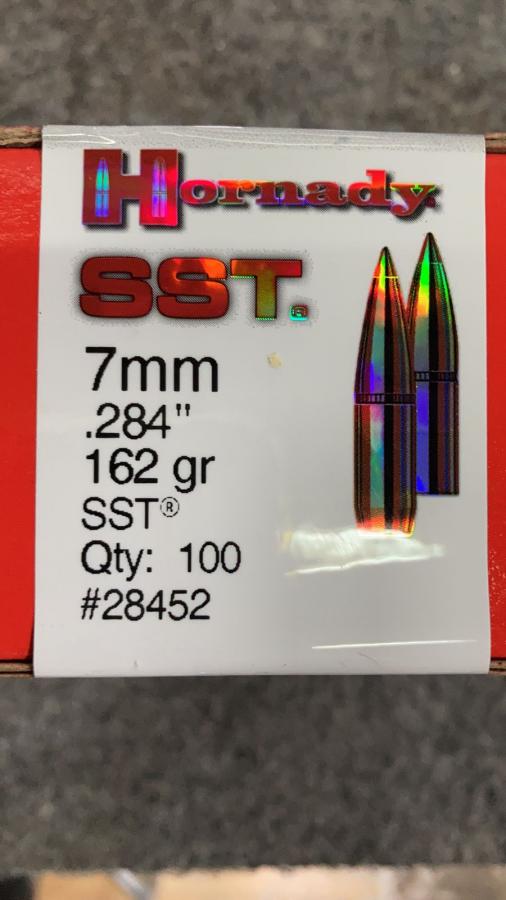 Hornady®
SST®
7mm
.284"
162 gr
SST®
Qty: 100
#28452